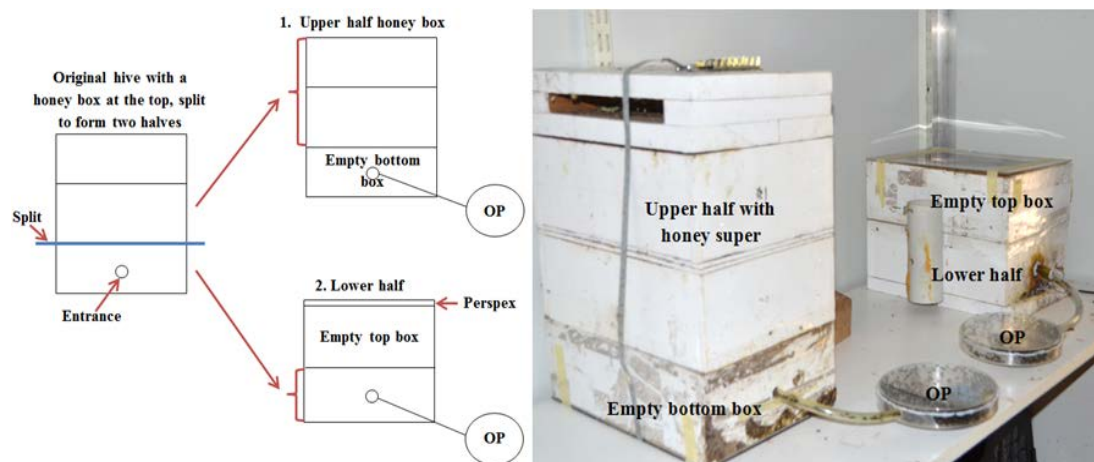 Original hive with a
honey box at the top, split
to form two halves
Split
Entrance
1. Upper half honey box
Empty bottom
box
OP
2. Lower half
Perspex
Empty top box
OP
Upper half with
honey super
Empty bottom box
Empty top box
Lower half
OP
OP